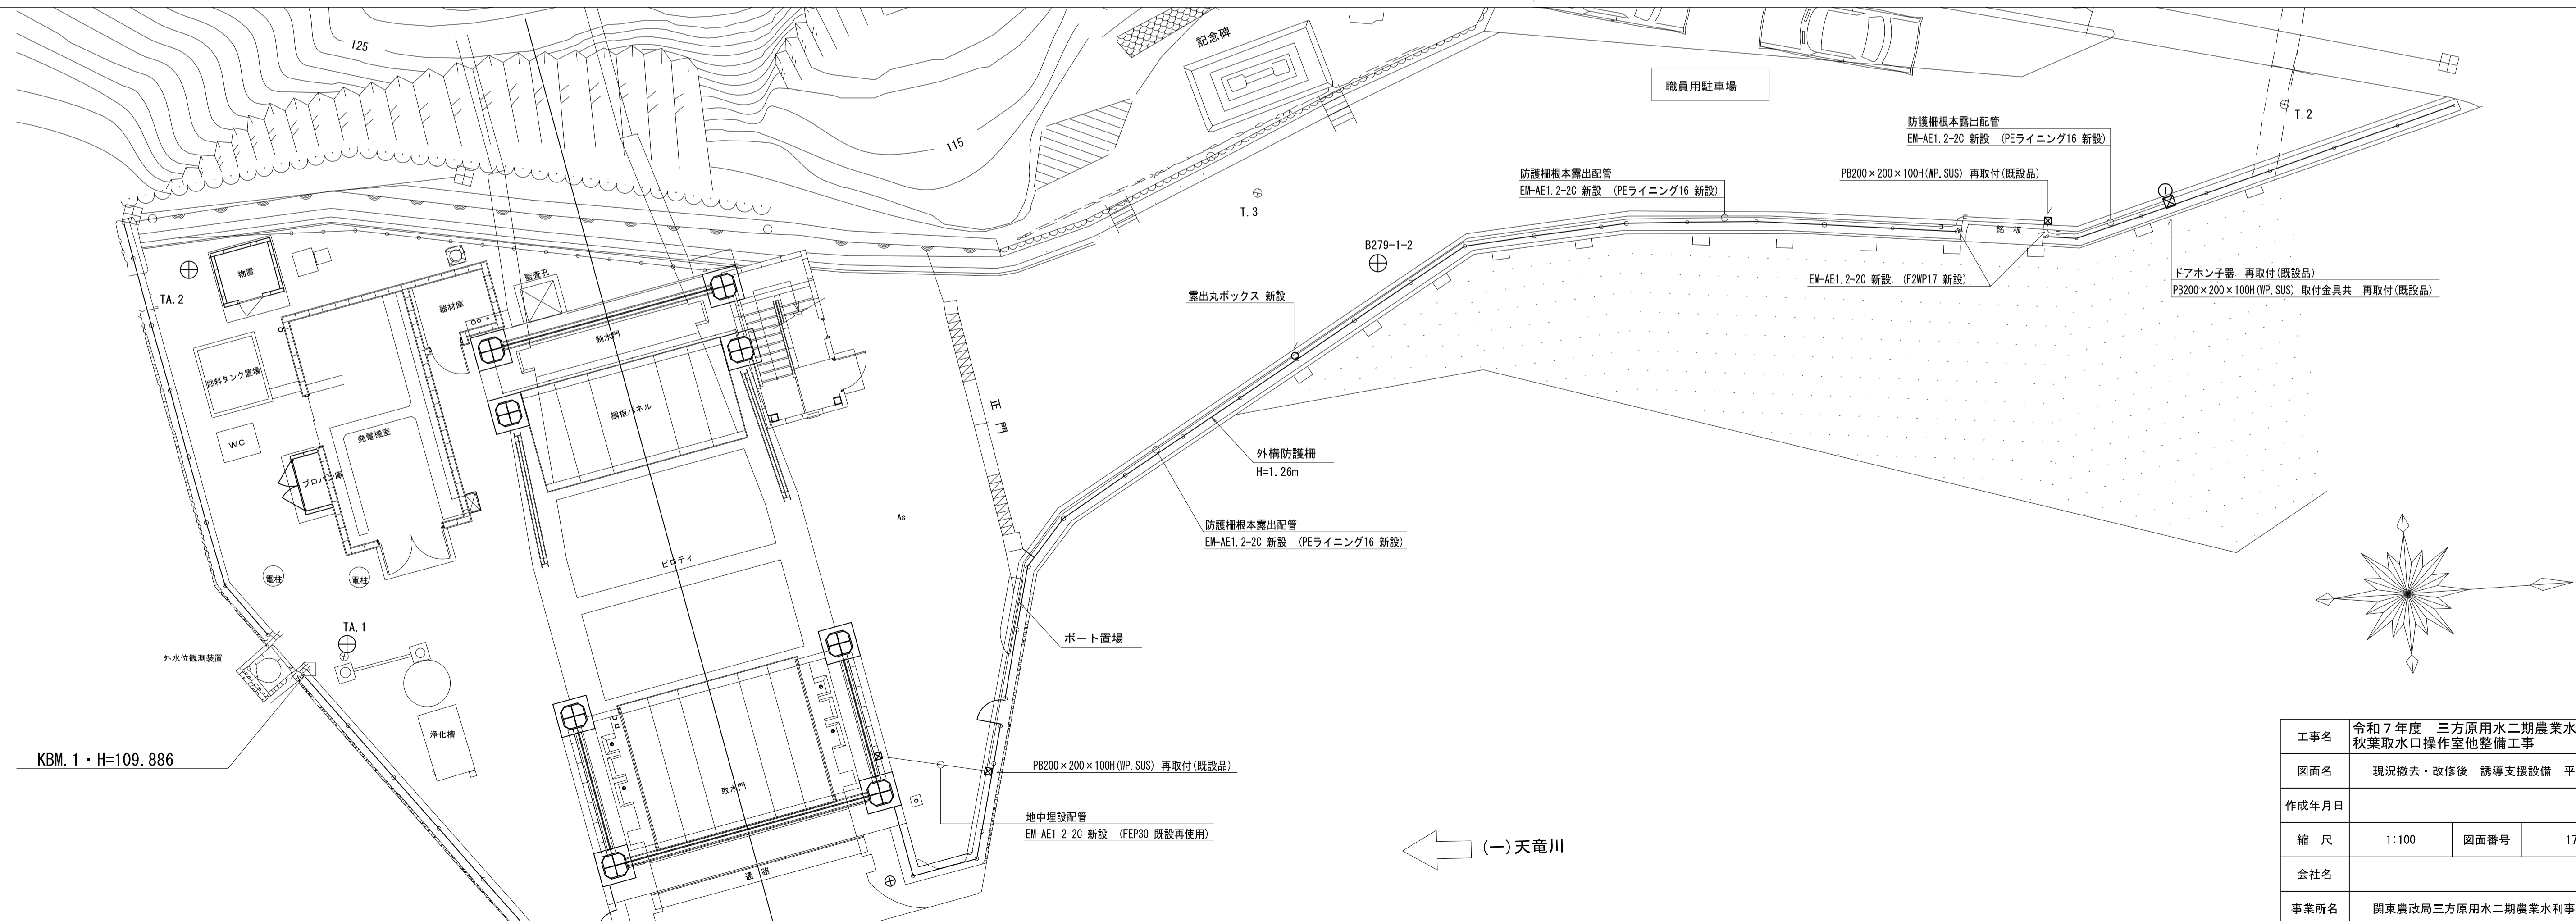 125
115
記念碑
職員用駐車場
T.2
T.3
防護柵根本露出配管
EM-AE1.2-2C 新設 (PEライニング16 新設)
防護柵根本露出配管
EM-AE1.2-2C 新設 (PEライニング16 新設)
PB200×200×100H(WP.SUS) 再取付(既設品)
銘 板
EM-AE1.2-2C 新設 (F2WP17 新設)
ドアホン子器 再取付(既設品)
PB200×200×100H(WP.SUS) 取付金具共 再取付(既設品)
B279-1-2
露出丸ボックス 新設
TA.2
物置
器材庫
監査孔
制水門
燃料タンク置場
鋼板パネル
WC
発電機室
プロパン庫
正 門
外構防護柵
H=1.26m
As
防護柵根本露出配管
EM-AE1.2-2C 新設 (PEライニング16 新設)
ピロティ
電柱
電柱
TA.1
ボート置場
外水位観測装置
浄化槽
KBM.1・H=109.886
取水門
PB200×200×100H(WP.SUS) 再取付(既設品)
地中埋設配管
EM-AE1.2-2C 新設 (FEP30 既設再使用)
通 路
(一)天竜川
工事名
令和7年度 三方原用水二期農業水
秋葉取水口操作室他整備工事
図面名
現況撤去・改修後 誘導支援設備 平
作成年月日
縮 尺
1:100
図面番号
17
会社名
事業所名
関東農政局三方原用水二期農業水利事